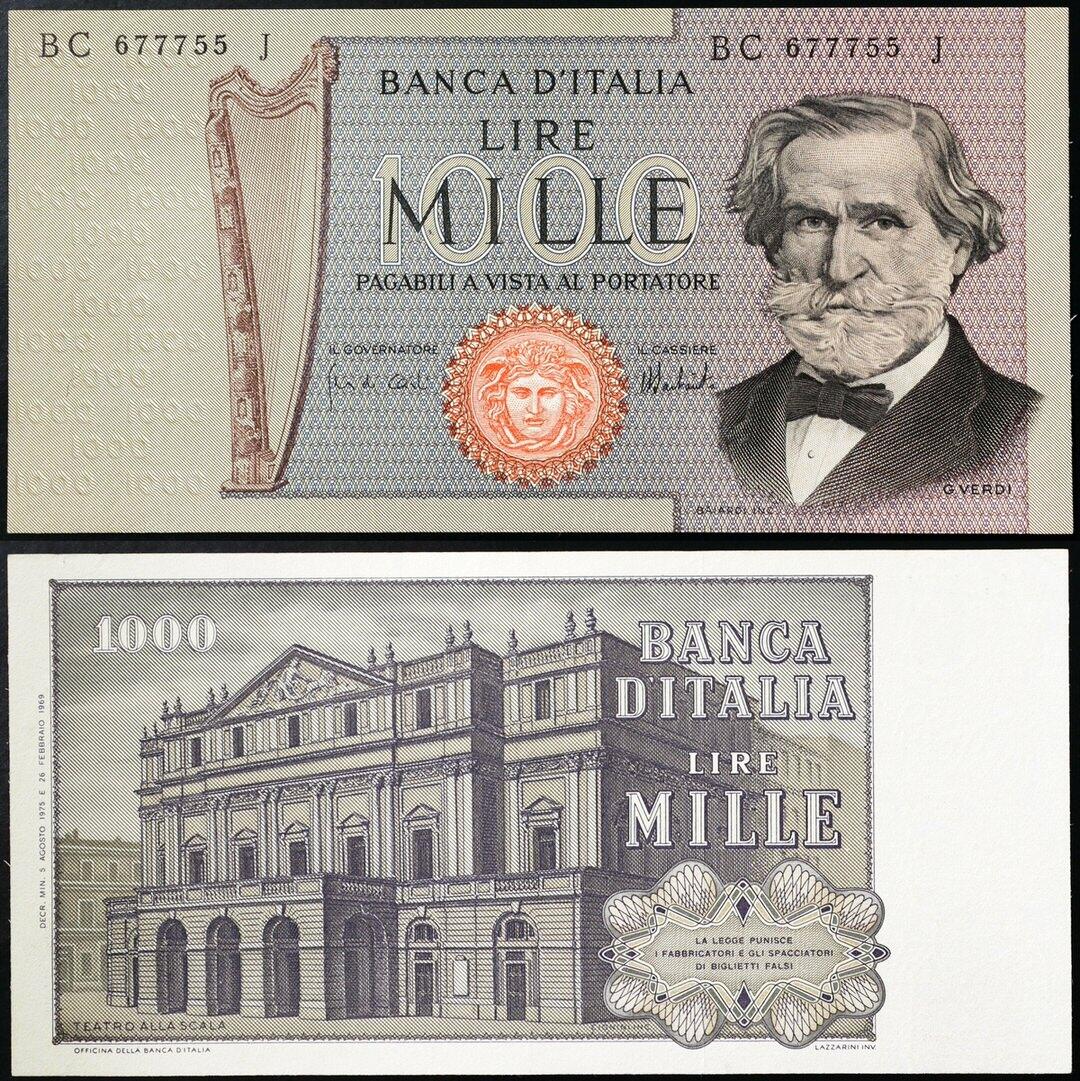 BC 677755 J
BC 677755 J
BANCA D'ITALIA
LIRE
1000
MILLE
PAGABILI A VISTA AL PORTATORE
IL GOVERNATORE
IL CASSIERE
G. VERDI
BAIARDI INC.
1000
BANCA
D'ITALIA
LIRE
MILLE
DECR. MIN. 5 AGOSTO 1975 E 26 FEBBRAIO 1969
LA LEGGE PUNISCE
I FABBRICATORI E GLI SPACCIATORI
DI BIGLIETTI FALSI
TEATRO ALLA SCALA
OFFICINA DELLA BANCA D'ITALIA
LAZZARINI INV.